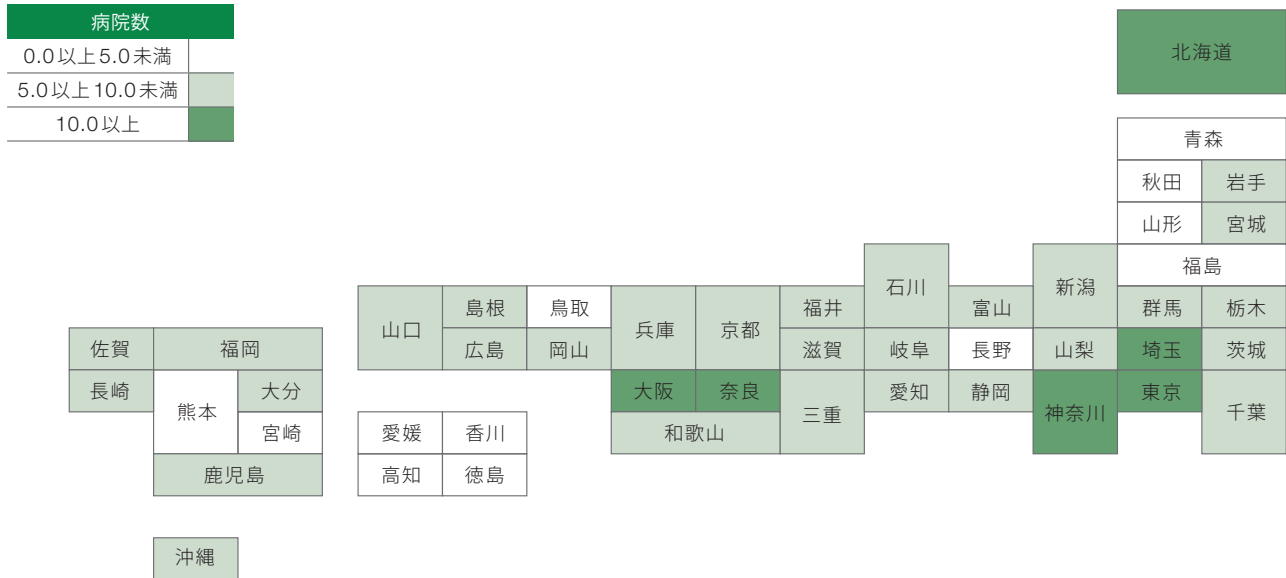 病院数
0.0以上5.0未満
5.0以上10.0未満
10.0以上
北海道
青森
秋田 岩手
山形 宮城
福島
石川 新潟
山口 島根 鳥取 兵庫 京都 福井 富山 群馬 栃木
広島 岡山 滋賀 岐阜 長野 山梨 埼玉 茨城
佐賀 福岡
長崎 熊本 大分 大阪 奈良 三重 愛知 静岡 神奈川 東京 千葉
宮崎 愛媛 香川 和歌山
鹿児島 高知 徳島
沖縄